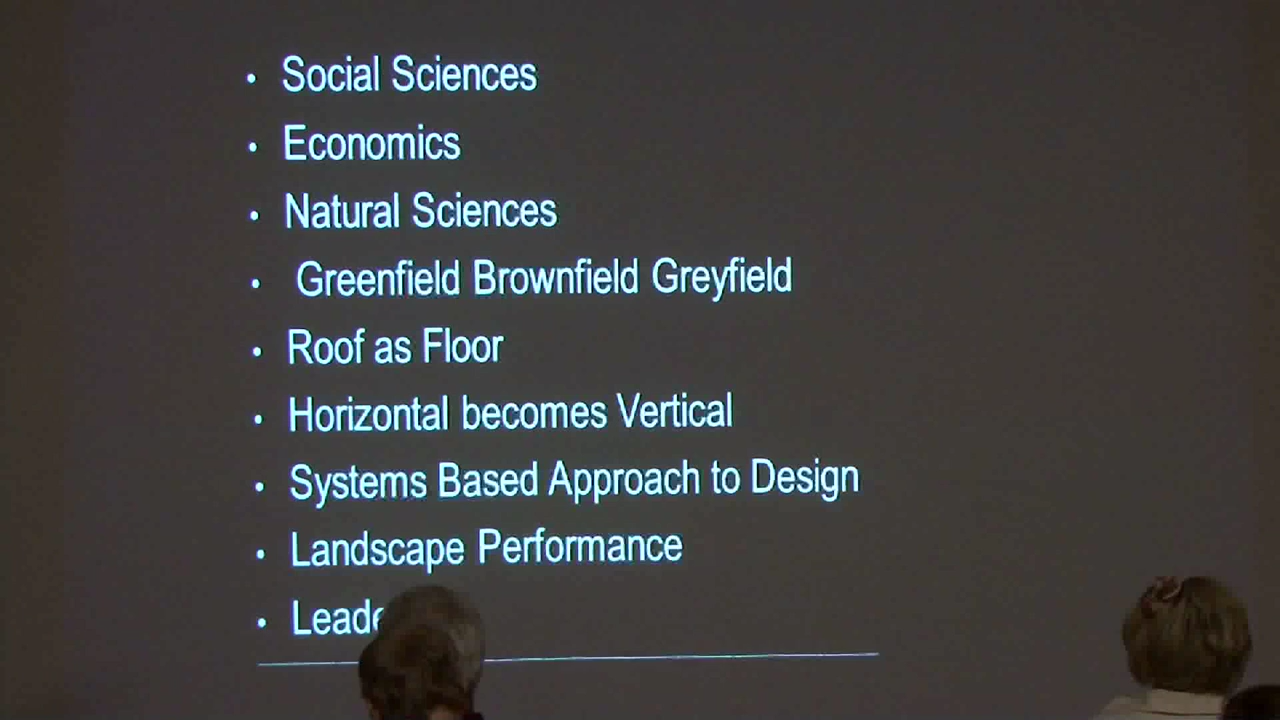 • Social Sciences
• Economics
• Natural Sciences
• Greenfield Brownfield Greyfield
• Roof as Floor
• Horizontal becomes Vertical
• Systems Based Approach to Design
• Landscape Performance